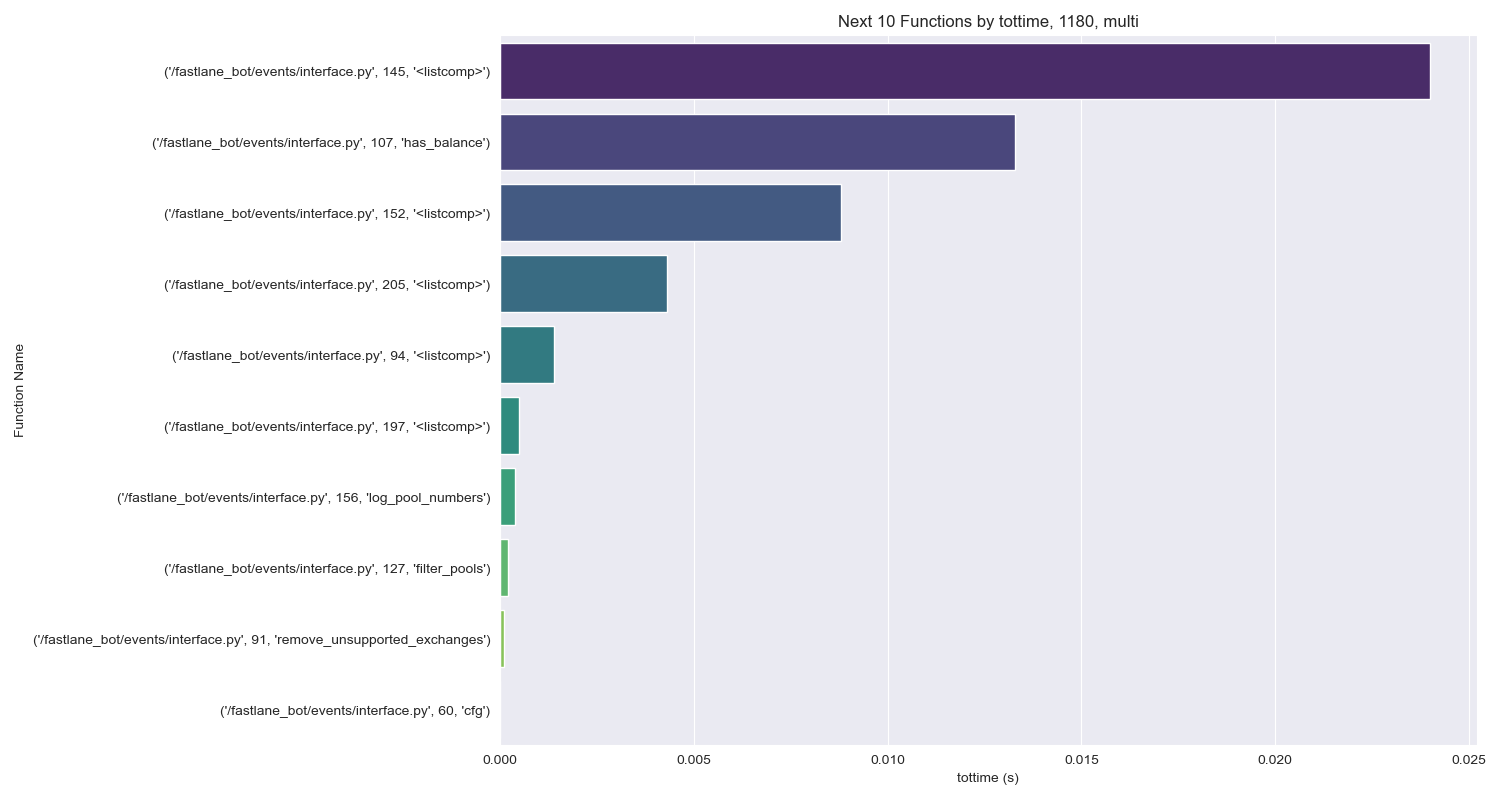 Next 10 Functions by tottime, 1180, multi
('/fastlane_bot/events/interface.py', 145, '<listcomp>')
('/fastlane_bot/events/interface.py', 107, 'has_balance')
('/fastlane_bot/events/interface.py', 152, '<listcomp>')
('/fastlane_bot/events/interface.py', 205, '<listcomp>')
('/fastlane_bot/events/interface.py', 94, '<listcomp>')
('/fastlane_bot/events/interface.py', 197, '<listcomp>')
('/fastlane_bot/events/interface.py', 156, 'log_pool_numbers')
('/fastlane_bot/events/interface.py', 127, 'filter_pools')
('/fastlane_bot/events/interface.py', 91, 'remove_unsupported_exchanges')
('/fastlane_bot/events/interface.py', 60, 'cfg')
Function Name
0.000 0.005 0.010 0.015 0.020 0.025
tottime (s)